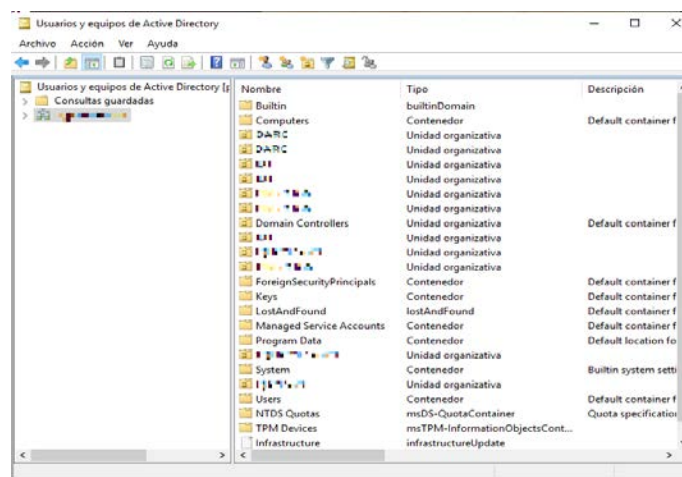 Usuarios y equipos de Active Directory
Archivo Acción Ver Ayuda
Usuarios y equipos de Active Directory [p
Consultas guardadas
Nombre Tipo Descripción
Builtin builtinDomain
Computers Contenedor Default container f
DARC Unidad organizativa
DARC Unidad organizativa
Unidad organizativa
Unidad organizativa
Unidad organizativa
Unidad organizativa
Domain Controllers Unidad organizativa Default container f
Unidad organizativa
Unidad organizativa
Unidad organizativa
ForeignSecurityPrincipals Contenedor Default container f
Keys Contenedor Default container f
LostAndFound lostAndFound Default container f
Managed Service Accounts Contenedor Default container f
Program Data Contenedor Default location fo
Unidad organizativa
System Contenedor Builtin system setti
Unidad organizativa
Users Contenedor Default container f
NTDS Quotas msDS-QuotaContainer Quota specification
TPM Devices msTPM-InformationObjectsCont...
Infrastructure infrastructureUpdate